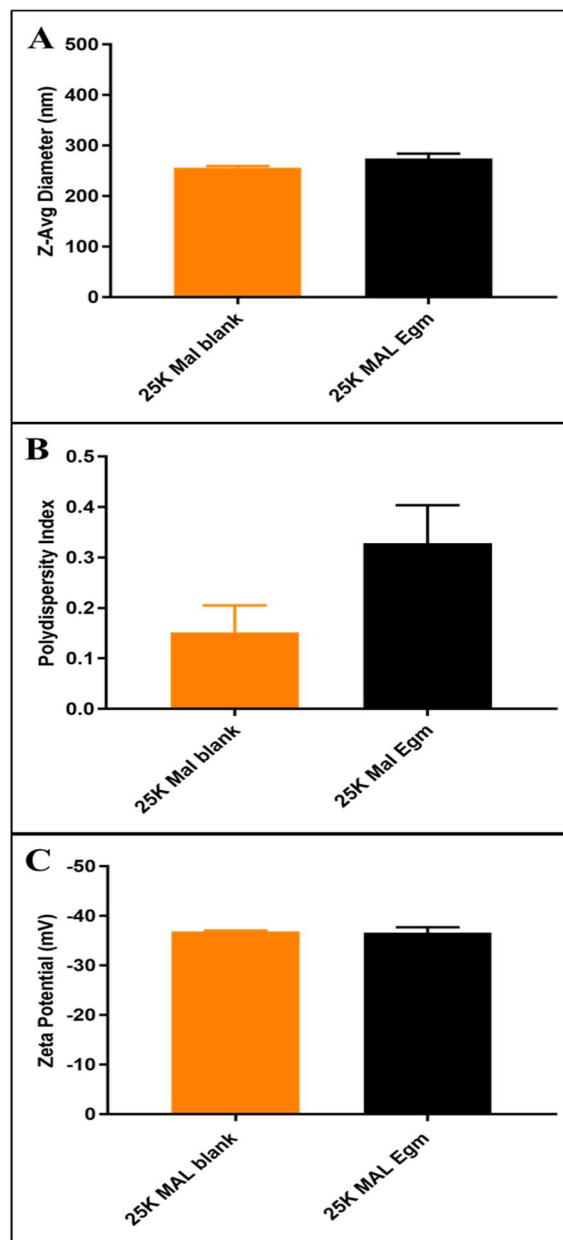 A
500
400
300
200
100
0
Z-Avg Diameter (nm)
25K Mal blank
25K MAL Egm
B
0.5
0.4
0.3
0.2
0.1
0.0
Polydispersity Index
25K Mal blank
25K Mal Egm
C
-50
-40
-30
-20
-10
0
Zeta Potential (mV)
25K MAL blank
25K MAL Egm